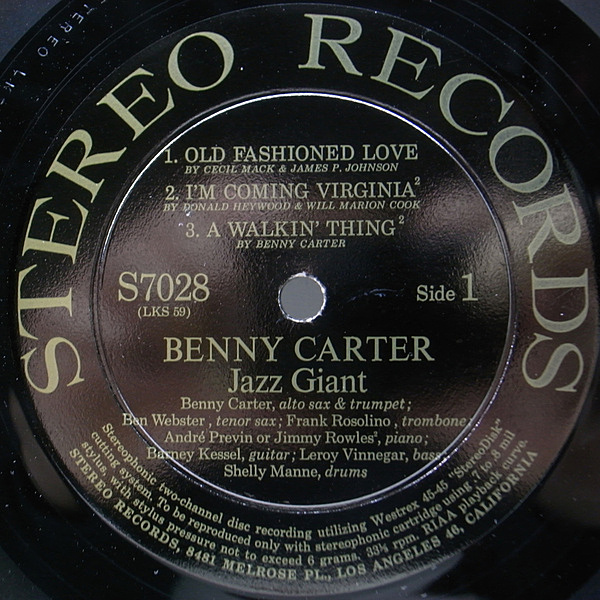 STEREO RECORDS
1. OLD FASHIONED LOVE
BY CECIL MACK & JAMES P. JOHNSON
2. I'M COMING VIRGINIA²
BY DONALD HEYWOOD & WILL MARION COOK
3. A WALKIN' THING²
BY BENNY CARTER
S7028
(LKS 59)
Side 1
BENNY CARTER
Jazz Giant
Benny Carter, alto sax & trumpet;
Ben Webster, tenor sax; Frank Rosolino, trombone;
André Previn or Jimmy Rowles², piano;
Barney Kessel, guitar; Leroy Vinnegar, bass;
Shelly Manne, drums
Stereophonic two-channel disc recording utilizing Westrex 45-45 "StereoDisk"
cutting system. To be reproduced only with stereophonic cartridge using .7 to .8 mil
stylus, with stylus pressure not to exceed 6 grams. 33⅓ rpm. RIAA playback curve.
STEREO RECORDS, 8481 MELROSE PL., LOS ANGELES 46, CALIFORNIA